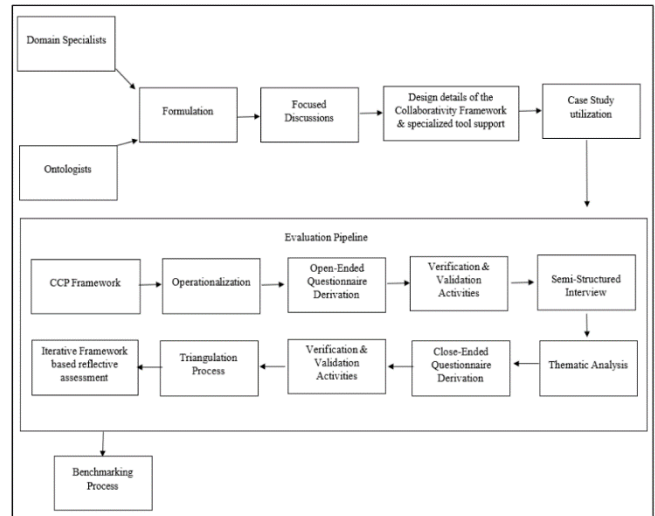 Domain Specialists
Ontologists
Formulation
Focused
Discussions
Design details of the
Collaborativity Framework
& specialized tool support
Case Study
utilization
Evaluation Pipeline
CCP Framework
Operationalization
Open-Ended
Questionnaire
Derivation
Verification &
Validation
Activities
Semi-Structured
Interview
Thematic Analysis
Close-Ended
Questionnaire
Derivation
Verification &
Validation
Activities
Triangulation
Process
Iterative Framework
based reflective
assessment
Benchmarking
Process